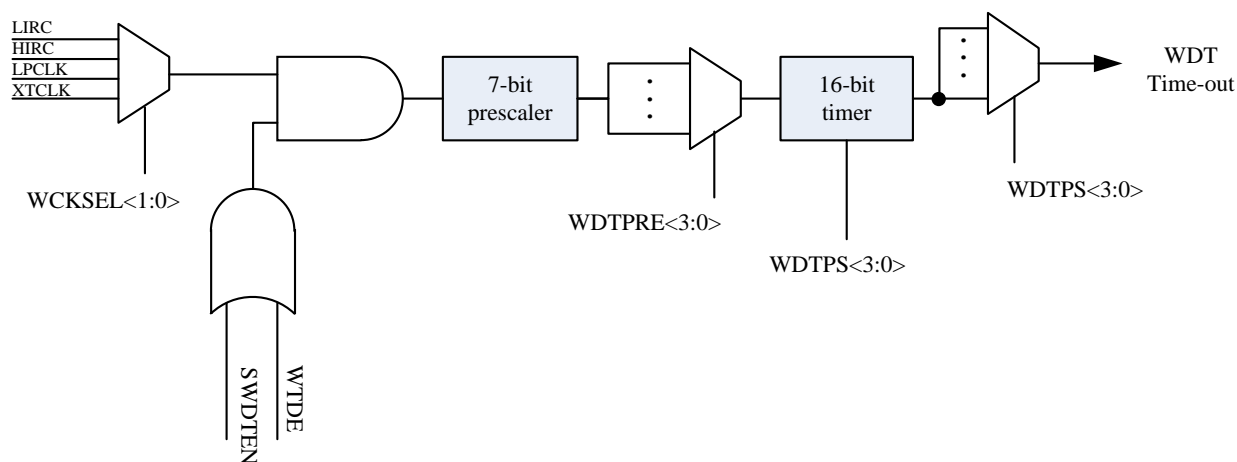 LIRC
HIRC
LPCLK
XTCLK
WCKSEL<1:0>
SWDTEN
WTDE
7-bit
prescaler
WDTPRE<3:0>
16-bit
timer
WDTPS<3:0>
WDTPS<3:0>
WDT
Time-out